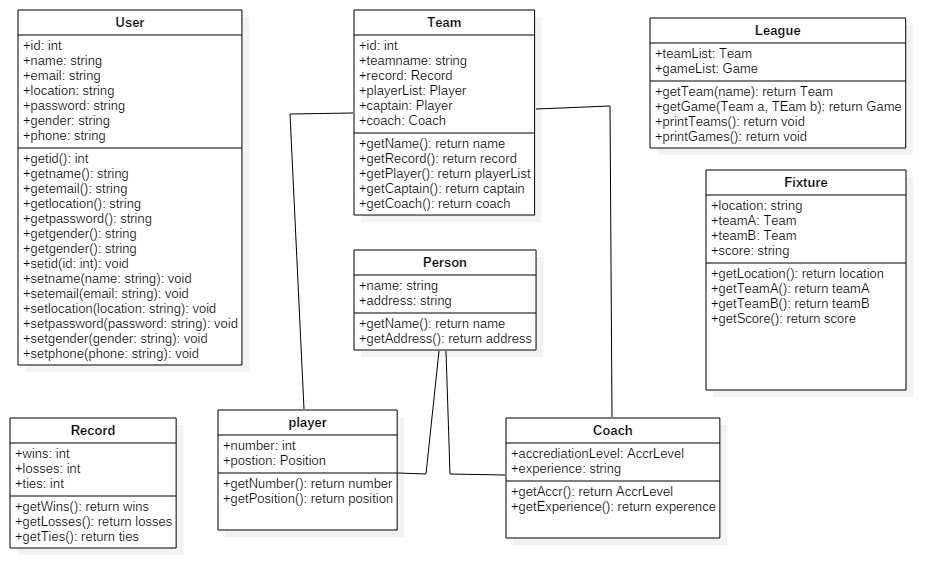 User
+id: int
+name: string
+email: string
+location: string
+password: string
+gender: string
+phone: string
+getid(): int
+getname(): string
+getemail(): string
+getlocation(): string
+getpassword(): string
+getgender(): string
+getgender(): string
+setid(id: int): void
+setname(name: string): void
+setemail(email: string): void
+setlocation(location: string): void
+setpassword(password: string): void
+setgender(gender: string): void
+setphone(phone: string): void
Team
+id: int
+teamname: string
+record: Record
+playerList: Player
+captain: Player
+coach: Coach
+getName(): return name
+getRecord(): return record
+getPlayer(): return playerList
+getCaptain(): return captain
+getCoach(): return coach
League
+teamList: Team
+gameList: Game
+getTeam(name): return Team
+getGame(Team a, TEam b): return Game
+printTeams(): return void
+printGames(): return void
Fixture
+location: string
+teamA: Team
+teamB: Team
+score: string
+getLocation(): return location
+getTeamA(): return teamA
+getTeamB(): return teamB
+getScore(): return score
Person
+name: string
+address: string
+getName(): return name
+getAddress(): return address
Record
+wins: int
+losses: int
+ties: int
+getWins(): return wins
+getLosses(): return losses
+getTies(): return ties
player
+number: int
+postion: Position
+getNumber(): return number
+getPosition(): return position
Coach
+accrediationLevel: AccrLevel
+experience: string
+getAccr(): return AccrLevel
+getExperience(): return experence